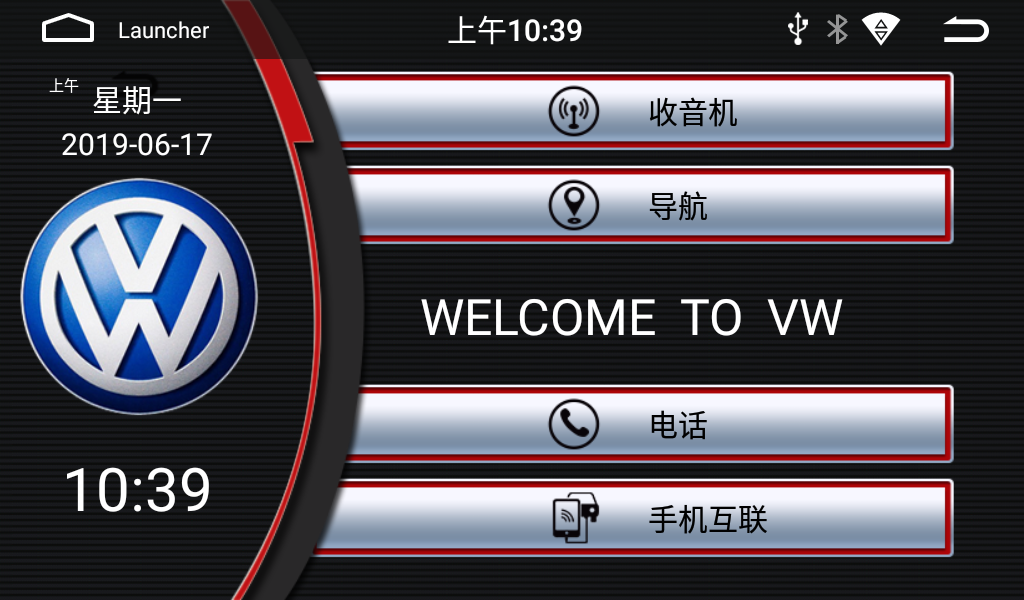 Launcher
上午10:39
上午
星期一
2019-06-17
10:39
收音机
导航
WELCOME TO VW
电话
手机互联